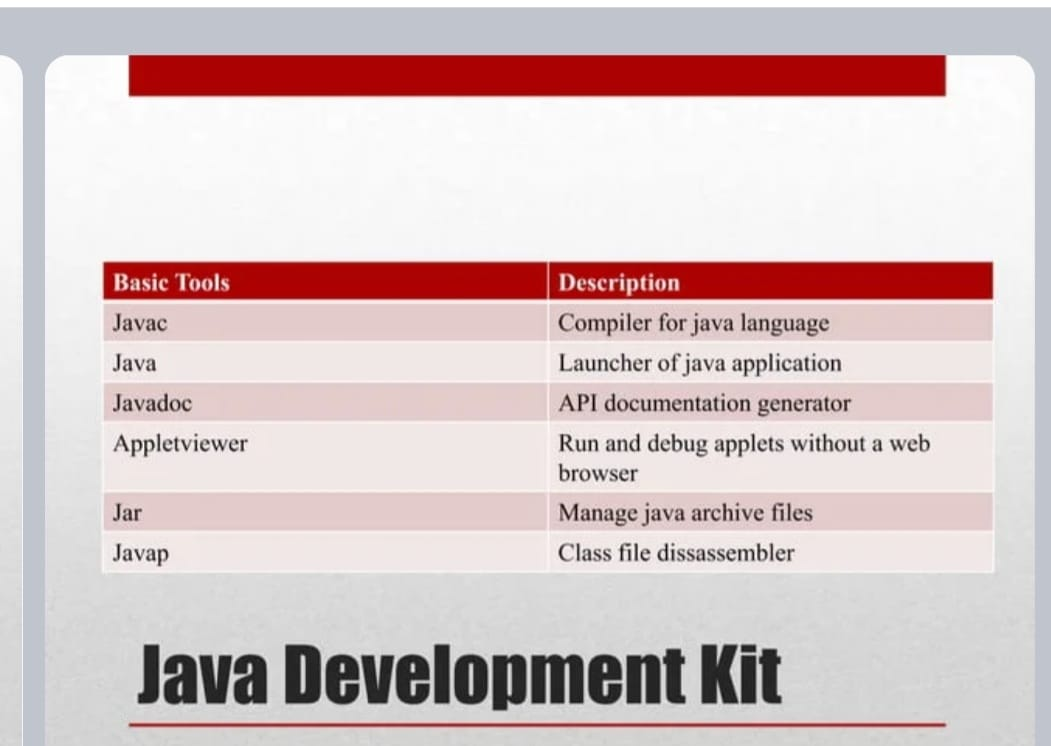 Basic Tools Description
Javac Compiler for java language
Java Launcher of java application
Javadoc API documentation generator
Appletviewer Run and debug applets without a web
browser
Jar Manage java archive files
Javap Class file dissassembler
Java Development Kit